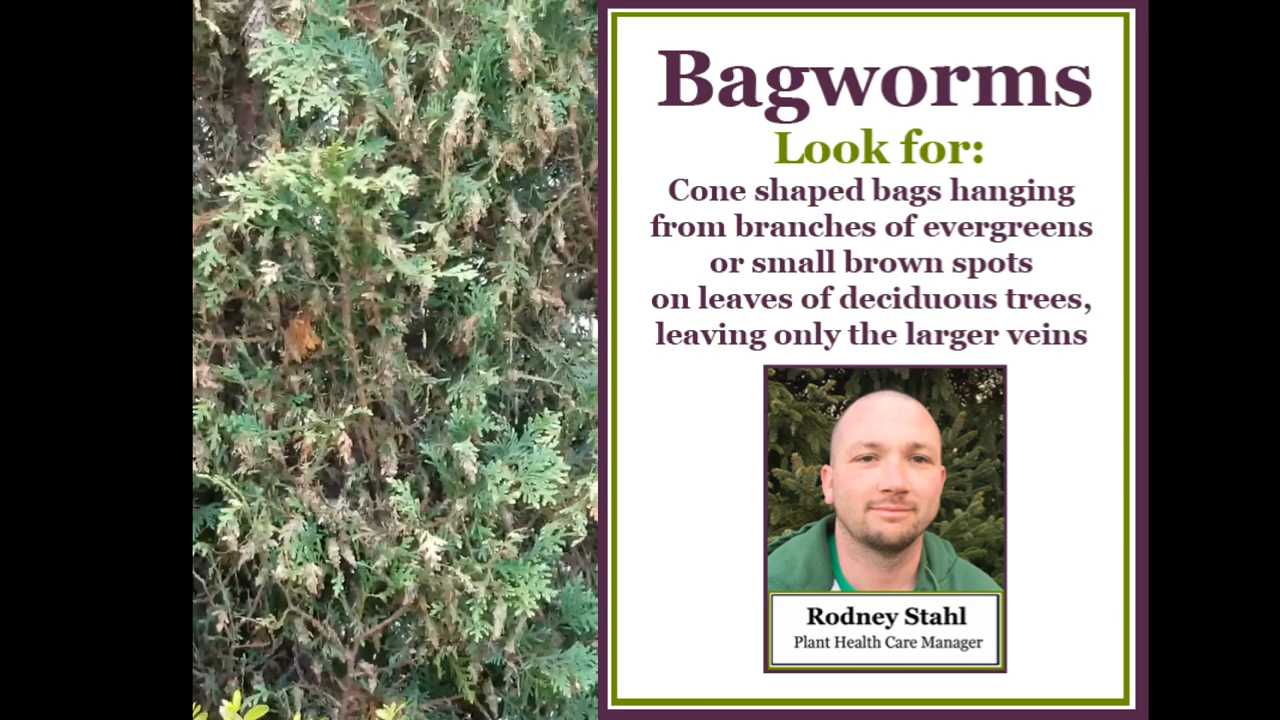 Bagworms
Look for:
Cone shaped bags hanging
from branches of evergreens
or small brown spots
on leaves of deciduous trees,
leaving only the larger veins
Rodney Stahl
Plant Health Care Manager